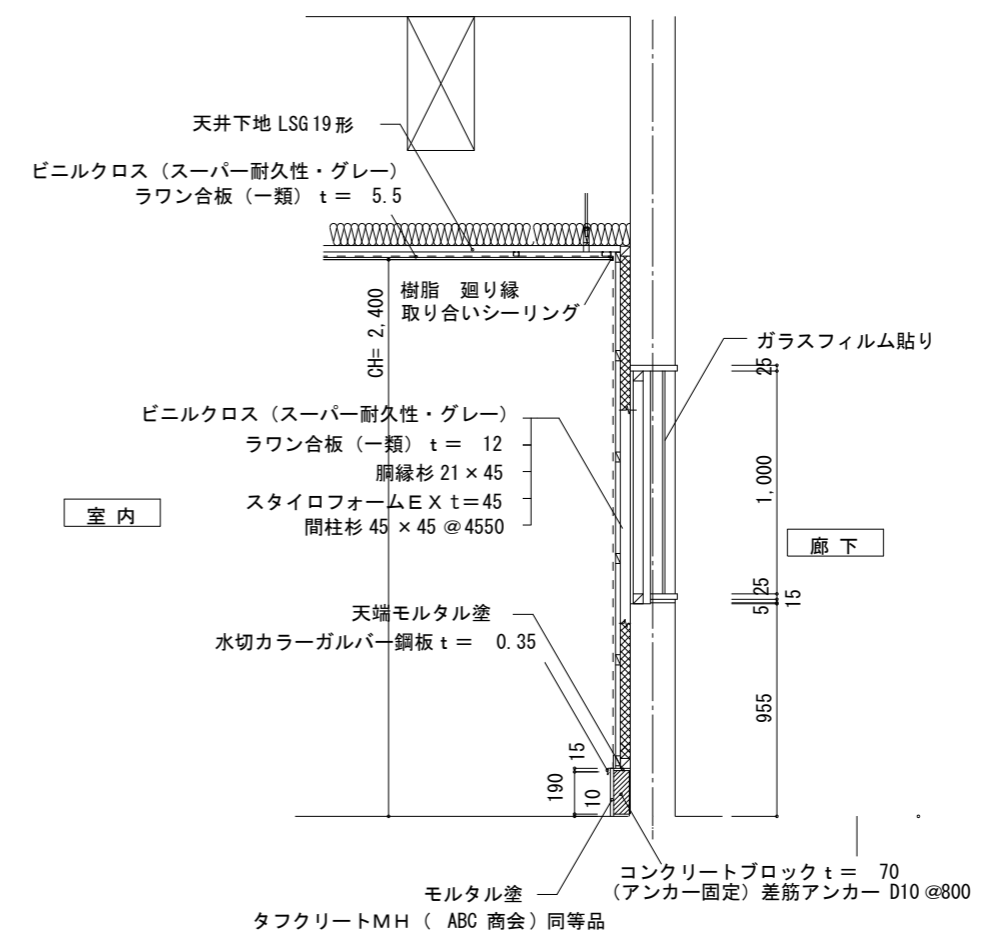 天井下地 LSG 19 形
ビニルクロス（スーパー耐久性・グレー）
ラワン合板（一類） t ＝ 5.5
樹脂 廻り縁
取り合いシーリング
CH= 2,400
ガラスフィルム貼り
25
ビニルクロス（スーパー耐久性・グレー）
ラワン合板（一類） t ＝ 12
胴縁杉 21 × 45
スタイロフォームＥＸ t＝45
間柱杉 45 × 45 @4550
1,000
室 内
廊 下
25
5
15
天端モルタル塗
水切カラーガルバー鋼板 t ＝ 0.35
955
15
190
10
コンクリートブロック t ＝ 70
（アンカー固定）差筋アンカー D10 @800
モルタル塗
タフクリートＭＨ（ ABC 商会）同等品